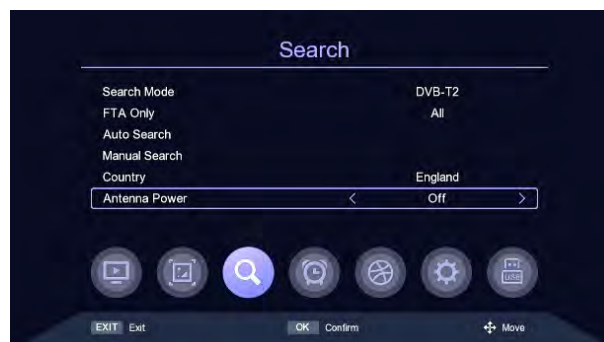 Search
Search Mode DVB-T2
FTA Only All
Auto Search
Manual Search
Country England
Antenna Power < Off >
USB
EXIT Exit OK Confirm Move